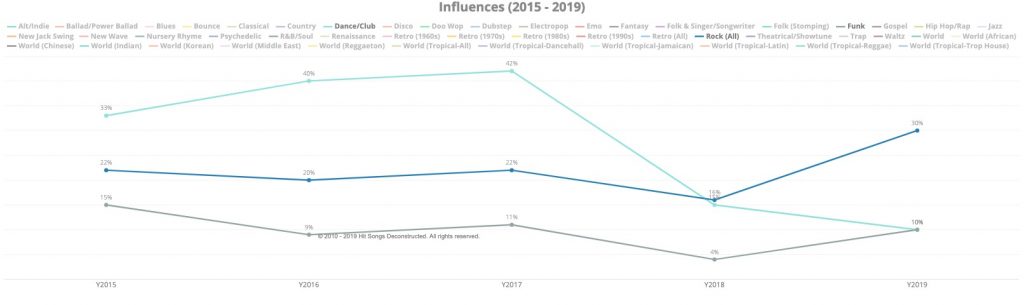 Influences (2015 - 2019)
Alt/Indie Ballad/Power Ballad Blues Bounce Classical Country Dance/Club Disco Doo Wop Dubstep Electropop Emo Fantasy Folk & Singer/Songwriter Folk (Stomping) Funk Gospel Hip Hop/Rap Jazz
New Jack Swing New Wave Nursery Rhyme Psychedelic R&B/Soul Renaissance Retro (1960s) Retro (1970s) Retro (1980s) Retro (1990s) Retro (All) Rock (All) Theatrical/Showtune Trap Waltz World World (African)
World (Chinese) World (Indian) World (Korean) World (Middle East) World (Reggaeton) World (Tropical-All) World (Tropical-Dancehall) World (Tropical-Jamaican) World (Tropical-Latin) World (Tropical-Reggae) World (Tropical-Trop House)
42%
40%
33%
30%
22%
20%
22%
16%
15%
9%
11%
10%
4%
© 2010 - 2019 Hit Songs Deconstructed. All rights reserved.
Y2015 Y2016 Y2017 Y2018 Y2019